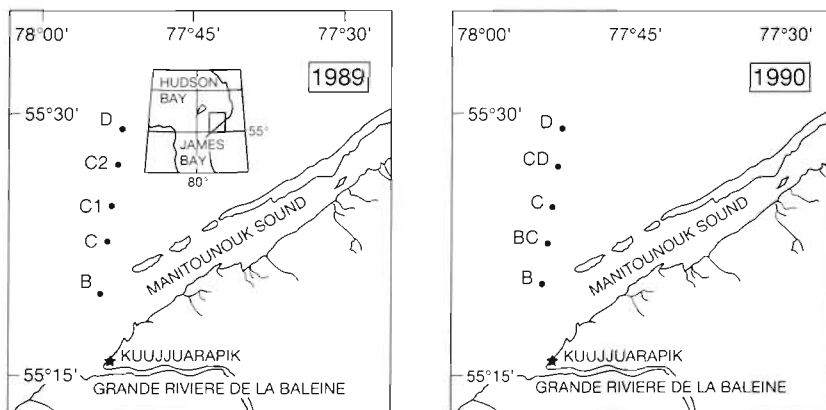 78°00'
77°45'
77°30'
1989
HUDSON
BAY
55°
JAMES
BAY
80°
55°30'
D
C2
C1
C
B
MANITOUNOUK SOUND
KUUJJUARAPIK
55°15'
GRANDE RIVIERE DE LA BALEINE
78°00'
77°45'
77°30'
1990
55°30'
D
CD
C
BC
B
MANITOUNOUK SOUND
KUUJJUARAPIK
55°15'
GRANDE RIVIERE DE LA BALEINE